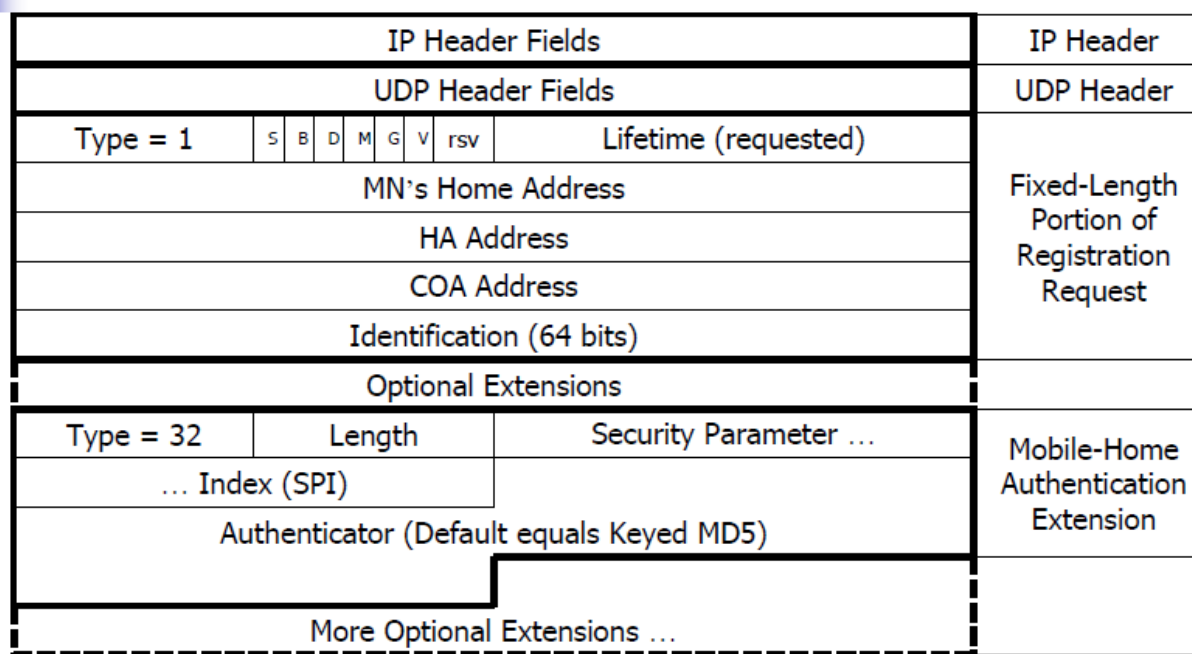 IP Header Fields
IP Header
UDP Header Fields
UDP Header
Type = 1 S B D M G V rsv Lifetime (requested)
MN's Home Address
HA Address
COA Address
Identification (64 bits)
Fixed-Length
Portion of
Registration
Request
Optional Extensions
Type = 32 Length Security Parameter …
… Index (SPI)
Authenticator (Default equals Keyed MD5)
Mobile-Home
Authentication
Extension
More Optional Extensions …